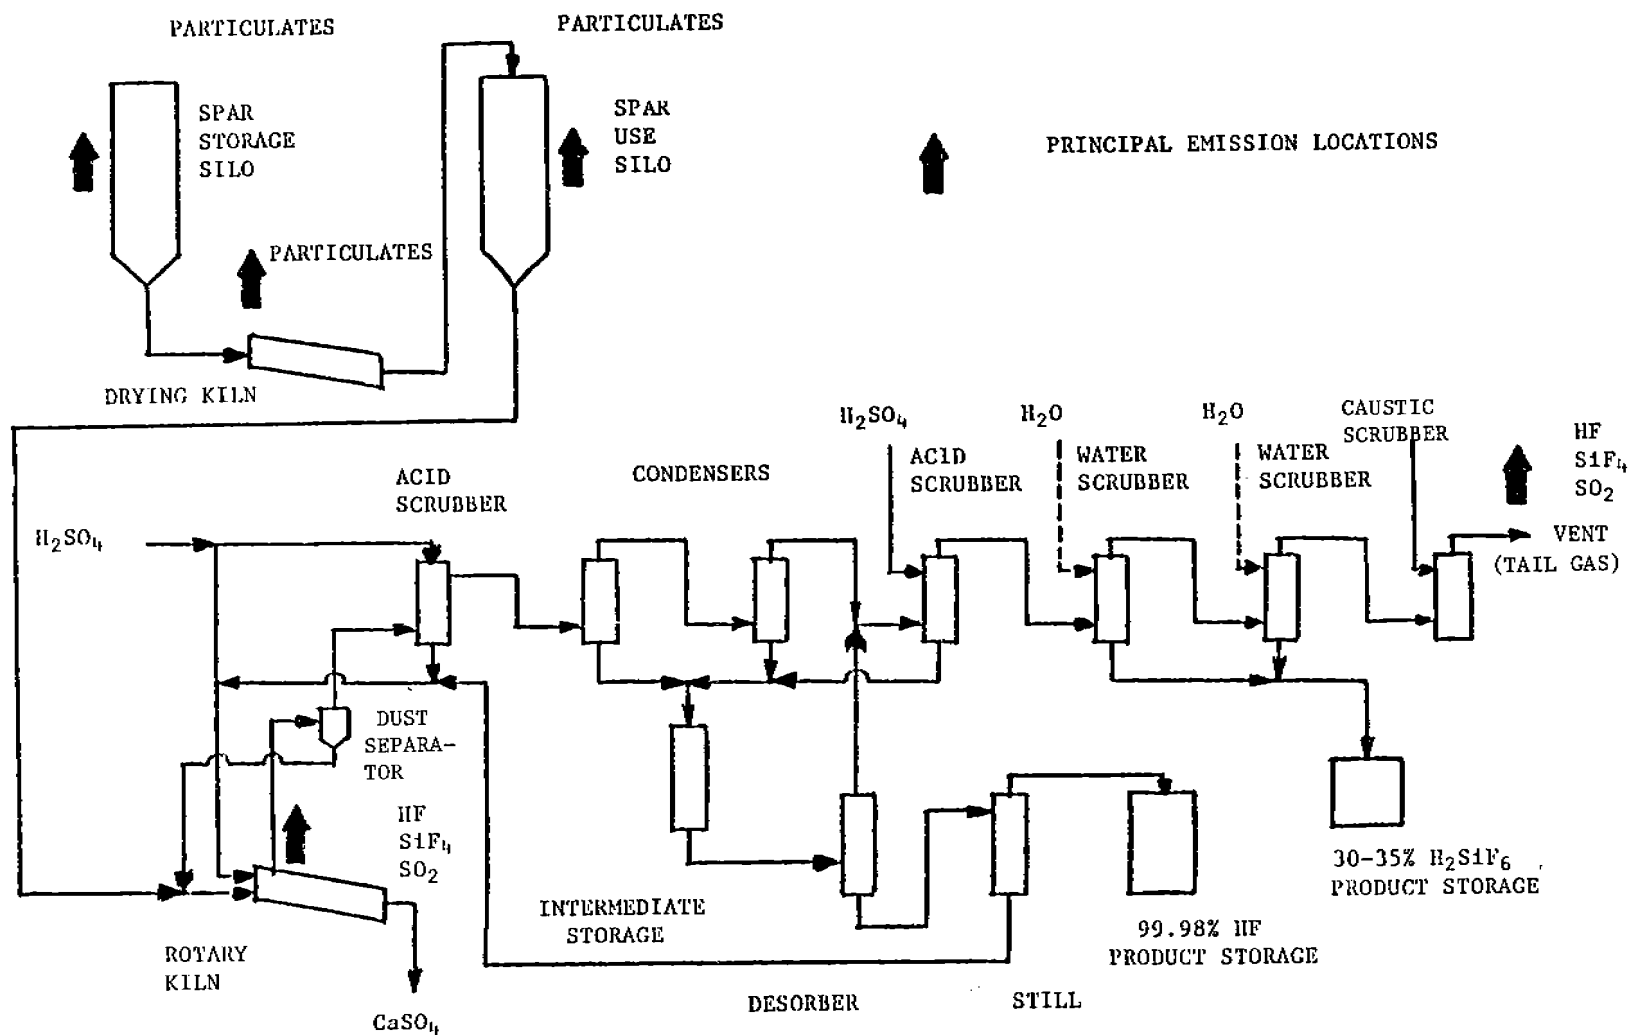 PARTICULATES
PARTICULATES
SPAR
STORAGE
SILO
SPAR
USE
SILO
PRINCIPAL EMISSION LOCATIONS
PARTICULATES
DRYING KILN
H₂SO₄
ACID
SCRUBBER
CONDENSERS
H₂SO₄
ACID
SCRUBBER
H₂O
WATER
SCRUBBER
H₂O
WATER
SCRUBBER
CAUSTIC
SCRUBBER
HF
SiF₄
SO₂
VENT
(TAIL GAS)
DUST
SEPARA-
TOR
HF
SiF₄
SO₂
ROTARY
KILN
CaSO₄
INTERMEDIATE
STORAGE
DESORBER
STILL
99.98% HF
PRODUCT STORAGE
30-35% H₂SiF₆
PRODUCT STORAGE